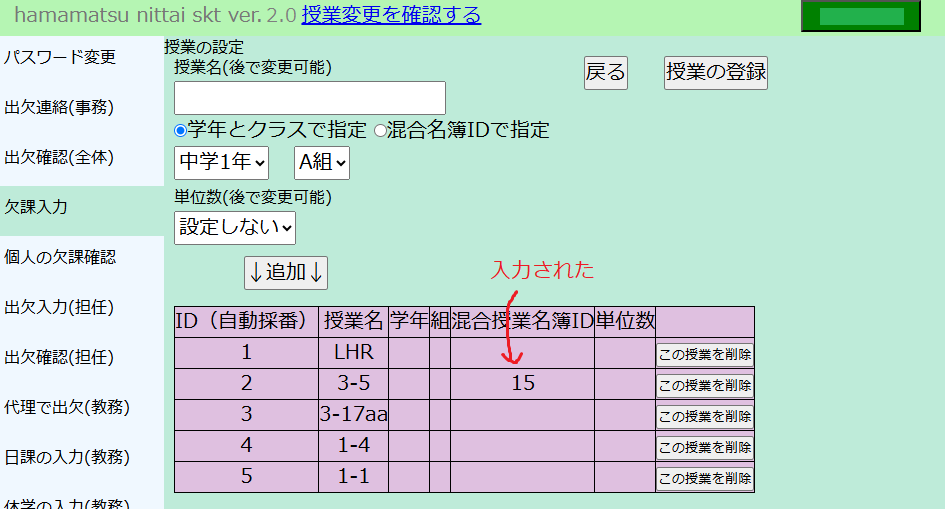 hamamatsu nittai skt ver. 2.0 授業変更を確認する
パスワード変更
出欠連絡(事務)
出欠確認(全体)
欠課入力
個人の欠課確認
出欠入力(担任)
出欠確認(担任)
代理で出欠(教務)
日課の入力(教務)
休学の入力(教務)
授業の設定
授業名(後で変更可能)
戻る 授業の登録
学年とクラスで指定 混合名簿IDで指定
中学1年 A組
単位数(後で変更可能)
設定しない
↓追加↓
入力された
ID（自動採番） 授業名 学年 組 混合授業名簿ID 単位数
1 LHR この授業を削除
2 3-5 15 この授業を削除
3 3-17aa この授業を削除
4 1-4 この授業を削除
5 1-1 この授業を削除